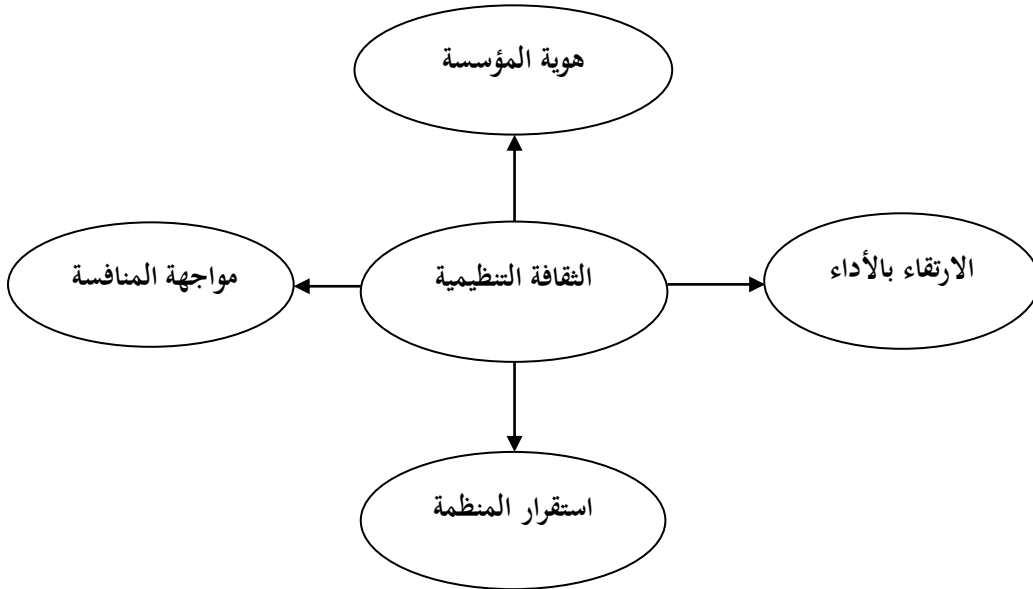 هوية المؤسسة
الارتقاء بالأداء
الثقافة التنظيمية
مواجهة المنافسة
استقرار المنظمة